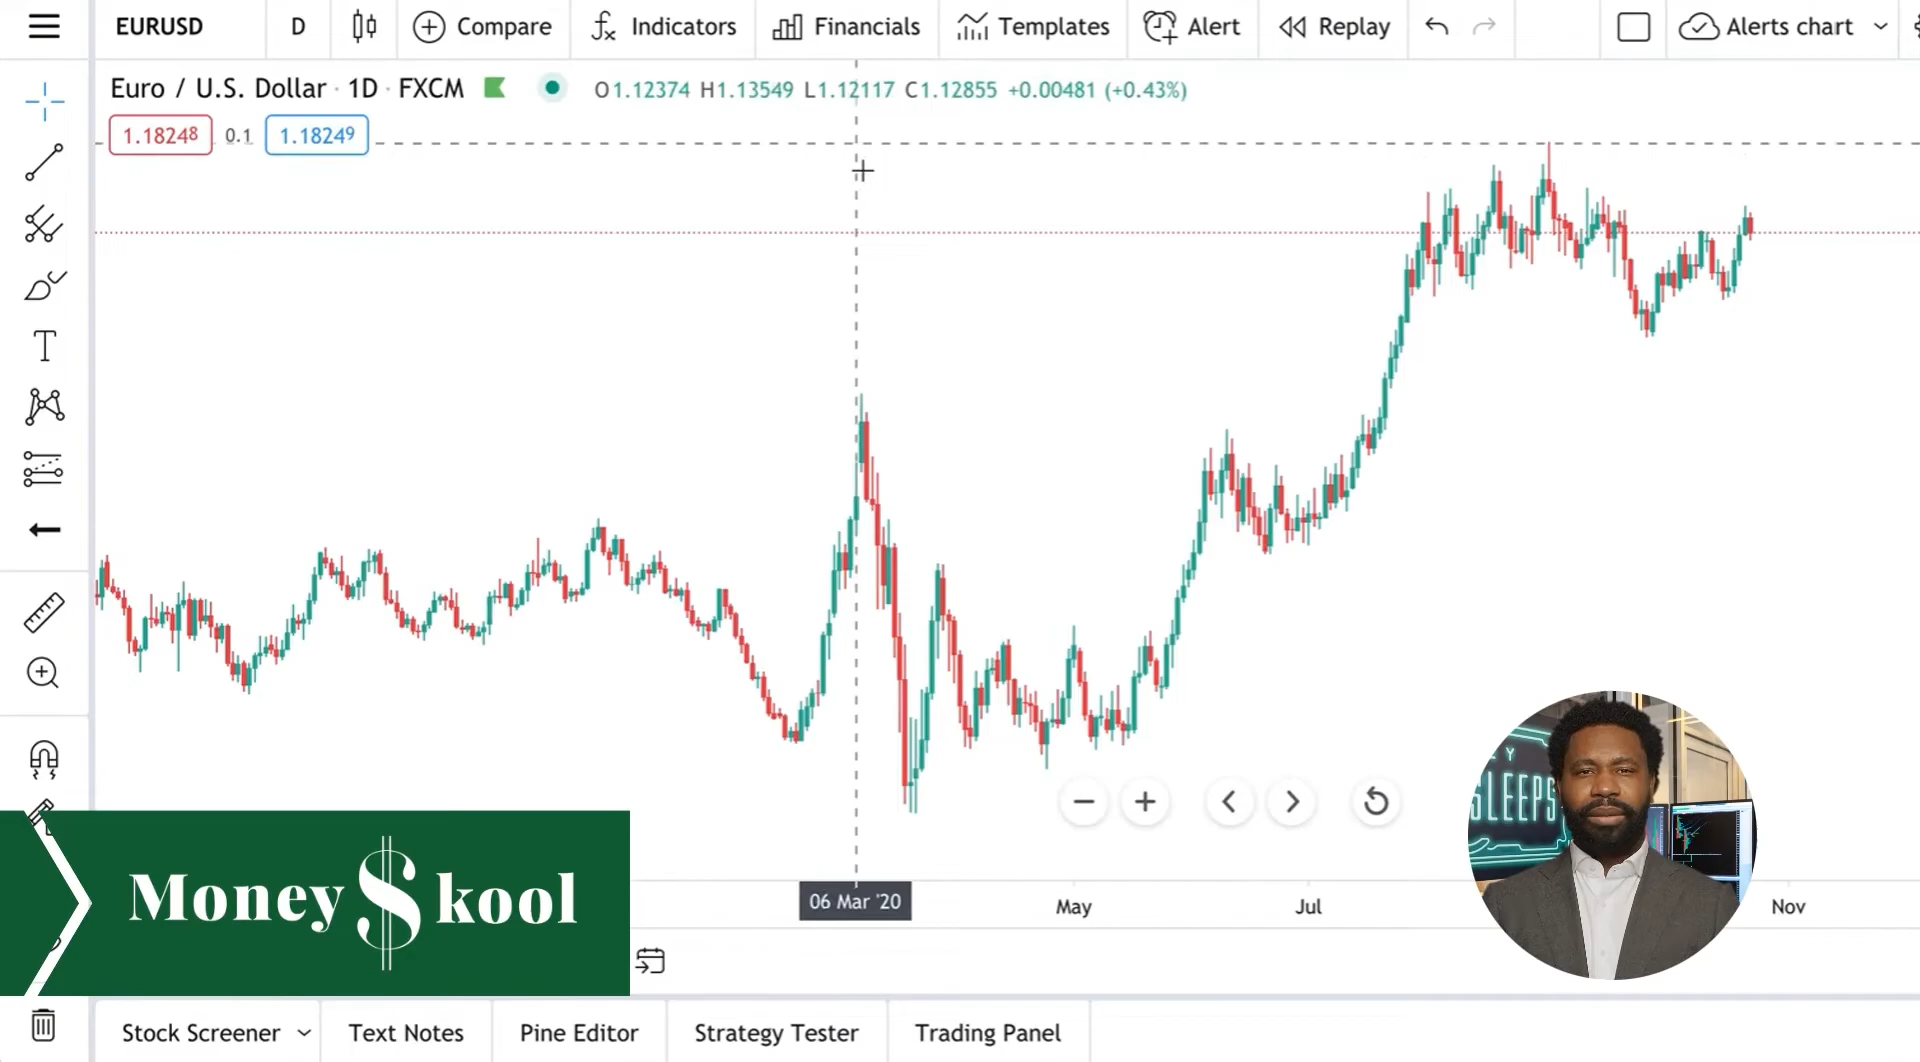 EURUSD D Compare Indicators Financials Templates Alert Replay Alerts chart
Euro / U.S. Dollar · 1D · FXCM O1.12374 H1.13549 L1.12117 C1.12855 +0.00481 (+0.43%)
1.18248 0.1 1.18249
Y
SLEEPS
Money$kool
06 Mar '20 May Jul Nov
Stock Screener Text Notes Pine Editor Strategy Tester Trading Panel